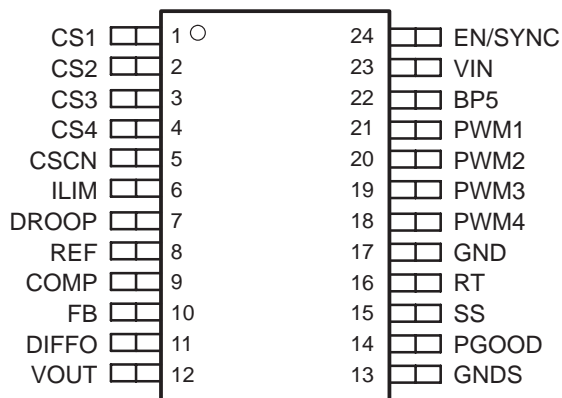 CS1 1 24 EN/SYNC
CS2 2 23 VIN
CS3 3 22 BP5
CS4 4 21 PWM1
CSCN 5 20 PWM2
ILIM 6 19 PWM3
DROOP 7 18 PWM4
REF 8 17 GND
COMP 9 16 RT
FB 10 15 SS
DIFFO 11 14 PGOOD
VOUT 12 13 GNDS